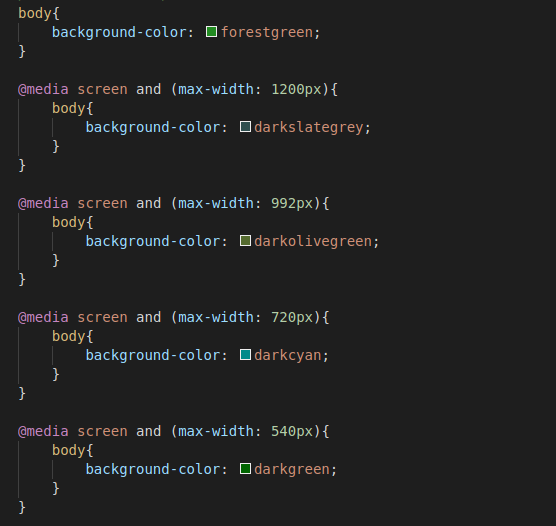 body{
    background-color: forestgreen;
}
@media screen and (max-width: 1200px){
    body{
        background-color: darkslategrey;
    }
}
@media screen and (max-width: 992px){
    body{
        background-color: darkolivegreen;
    }
}
@media screen and (max-width: 720px){
    body{
        background-color: darkcyan;
    }
}
@media screen and (max-width: 540px){
    body{
        background-color: darkgreen;
    }
}